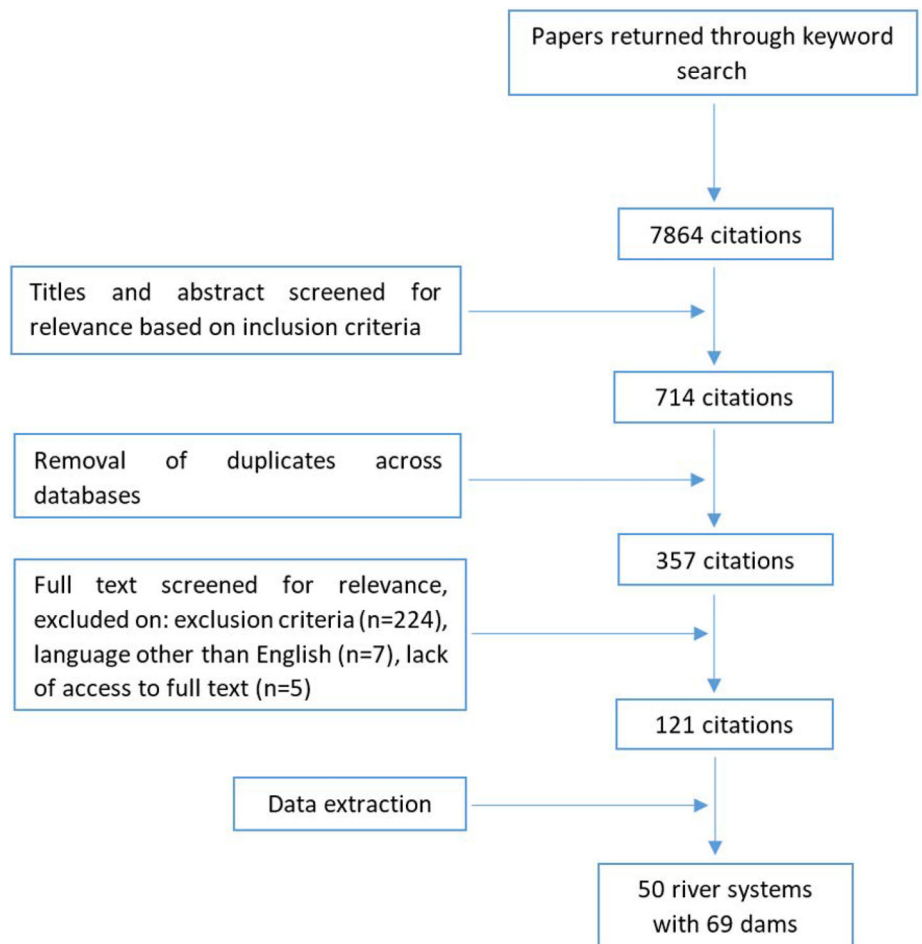 Papers returned through keyword
search
7864 citations
Titles and abstract screened for
relevance based on inclusion criteria
714 citations
Removal of duplicates across
databases
357 citations
Full text screened for relevance,
excluded on: exclusion criteria (n=224),
language other than English (n=7), lack
of access to full text (n=5)
121 citations
Data extraction
50 river systems
with 69 dams